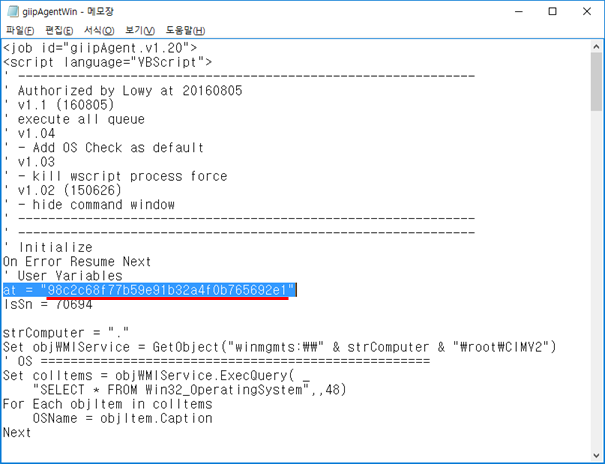 giipAgentWin - 메모장
파일(F) 편집(E) 서식(O) 보기(V) 도움말(H)
<job id="giipAgent.v1.20">
<script language="VBScript">
' --------------------------------------------------------------
' Authorized by Lowy at 20160805
' v1.1 (160805)
' execute all queue
' v1.04
' - Add OS Check as default
' v1.03
' - kill wscript process force
' v1.02 (150626)
' - hide command window
' --------------------------------------------------------------
' --------------------------------------------------------------
' Initialize
On Error Resume Next
' User Variables
at = "98c2c68f77b59e91b32a4f0b765692e1"
lsSn = 70694

strComputer = "."
Set objWMIService = GetObject("winmgmts:₩₩" & strComputer & "₩root₩CIMV2")
' OS ====================================================
Set colItems = objWMIService.ExecQuery( _
    "SELECT * FROM Win32_OperatingSystem",,48)
For Each objItem in colItems
    OSName = objItem.Caption
Next